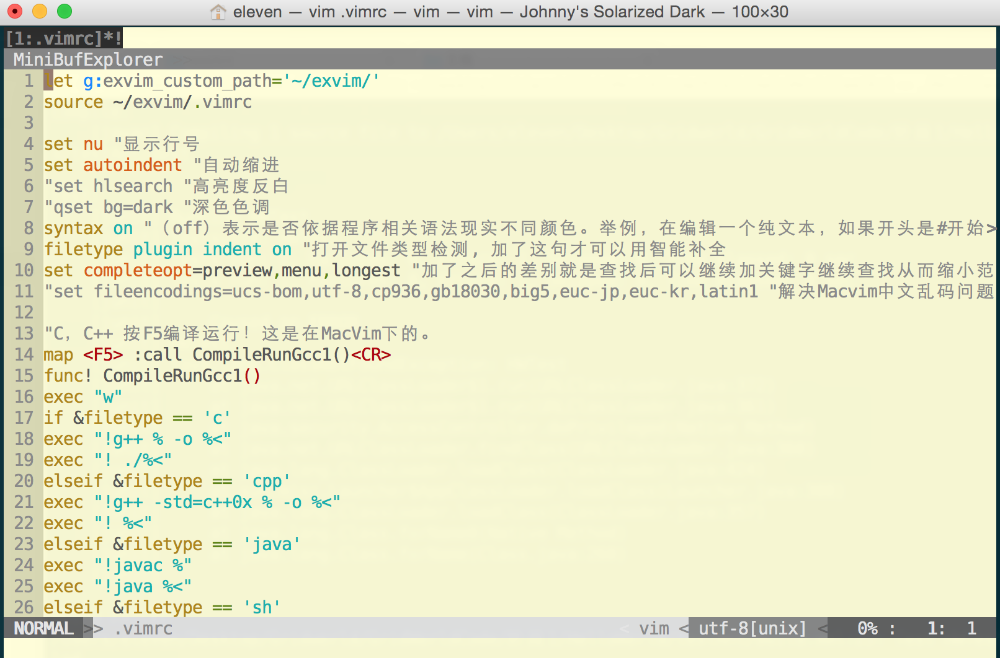 eleven — vim .vimrc — vim — vim — Johnny's Solarized Dark — 100×30
[1:.vimrc]*!
MiniBufExplorer
1 let g:exvim_custom_path='~/exvim/'
2 source ~/exvim/.vimrc
3
4 set nu "显示行号
5 set autoindent "自动缩进
6 "set hlsearch "高亮度反白
7 "qset bg=dark "深色色调
8 syntax on "（off）表示是否依据程序相关语法现实不同颜色。举例，在编辑一个纯文本，如果开头是#开始>
9 filetype plugin indent on "打开文件类型检测, 加了这句才可以用智能补全
10 set completeopt=preview,menu,longest "加了之后的差别就是查找后可以继续加关键字继续查找从而缩小范
11 "set fileencodings=ucs-bom,utf-8,cp936,gb18030,big5,euc-jp,euc-kr,latin1 "解决Macvim中文乱码问题
12
13 "C，C++ 按F5编译运行！这是在MacVim下的。
14 map <F5> :call CompileRunGcc1()<CR>
15 func! CompileRunGcc1()
16 exec "w"
17 if &filetype == 'c'
18 exec "!g++ % -o %<"
19 exec "! ./%<"
20 elseif &filetype == 'cpp'
21 exec "!g++ -std=c++0x % -o %<"
22 exec "! %<"
23 elseif &filetype == 'java'
24 exec "!javac %"
25 exec "!java %<"
26 elseif &filetype == 'sh'
NORMAL >> .vimrc < vim < utf-8[unix] < 0% : 1: 1